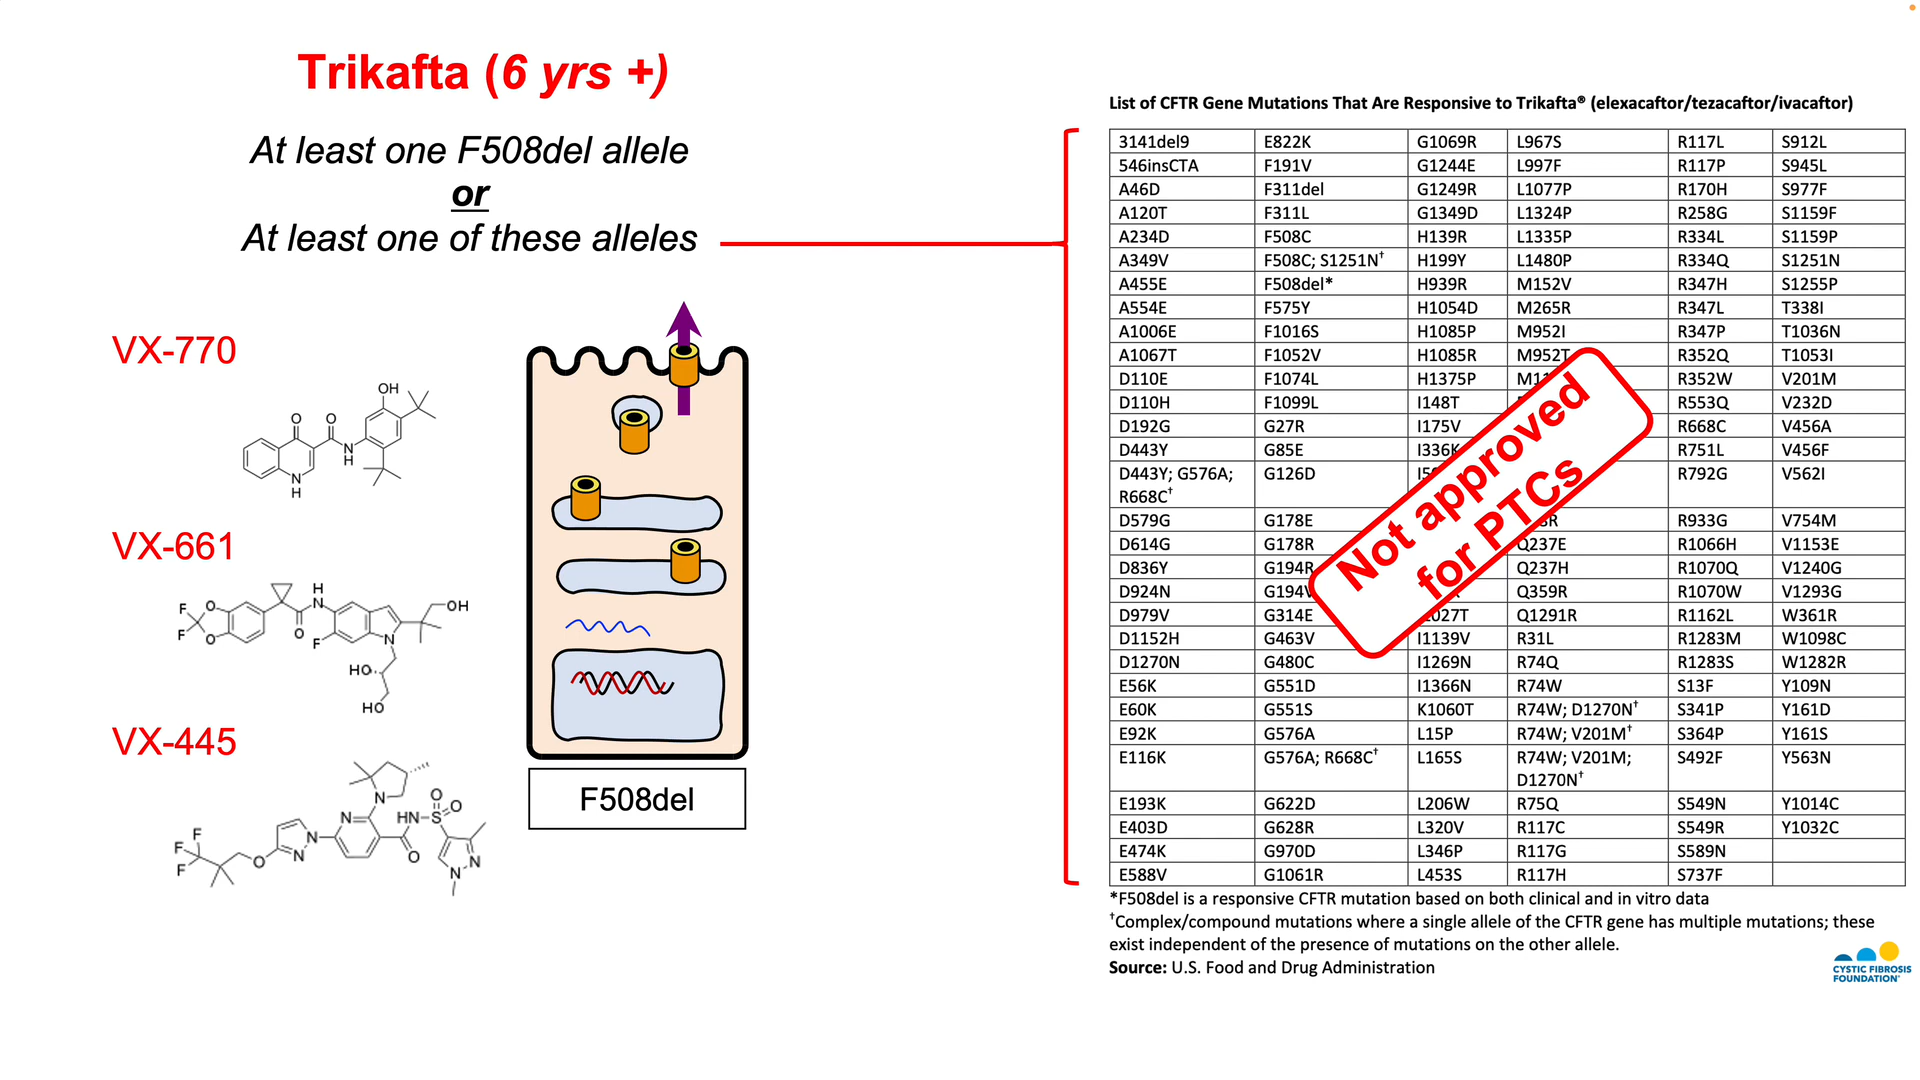 Trikafta (6 yrs +)
At least one F508del allele
or
At least one of these alleles
VX-770
OH
O
O
N
H
N
H
VX-661
F
F
O
O
O
H
N
F
N
OH
HO
HO
VX-445
F
F
F
O
N
N
N
N
O
HN
S
O
O
N
N
F508del
List of CFTR Gene Mutations That Are Responsive to Trikafta® (elexacaftor/tezacaftor/ivacaftor)
3141del9 E822K G1069R L967S R117L S912L
546insCTA F191V G1244E L997F R117P S945L
A46D F311del G1249R L1077P R170H S977F
A120T F311L G1349D L1324P R258G S1159F
A234D F508C H139R L1335P R334L S1159P
A349V F508C; S1251N† H199Y L1480P R334Q S1251N
A455E F508del* H939R M152V R347H S1255P
A554E F575Y H1054D M265R R347L T338I
A1006E F1016S H1085P M952I R347P T1036N
A1067T F1052V H1085R M952T R352Q T1053I
D110E F1074L H1375P R352W V201M
D110H F1099L I148T R553Q V232D
D192G G27R I175V R668C V456A
D443Y G85E I336K R751L V456F
D443Y; G576A; G126D R792G V562I
R668C†
D579G G178E R933G V754M
D614G G178R Q237E R1066H V1153E
D836Y G194R Q237H R1070Q V1240G
D924N G194V Q359R R1070W V1293G
D979V G314E Q1291R R1162L W361R
D1152H G463V I1139V R31L R1283M W1098C
D1270N G480C I1269N R74Q R1283S W1282R
E56K G551D I1366N R74W S13F Y109N
E60K G551S K1060T R74W; D1270N† S341P Y161D
E92K G576A L15P R74W; V201M† S364P Y161S
E116K G576A; R668C† L165S R74W; V201M; S492F Y563N
D1270N†
E193K G622D L206W R75Q S549N Y1014C
E403D G628R L320V R117C S549R Y1032C
E474K G970D L346P R117G S589N
E588V G1061R L453S R117H S737F
Not approved
for PTCs
*F508del is a responsive CFTR mutation based on both clinical and in vitro data
†Complex/compound mutations where a single allele of the CFTR gene has multiple mutations; these
exist independent of the presence of mutations on the other allele.
Source: U.S. Food and Drug Administration
CYSTIC FIBROSIS
FOUNDATION